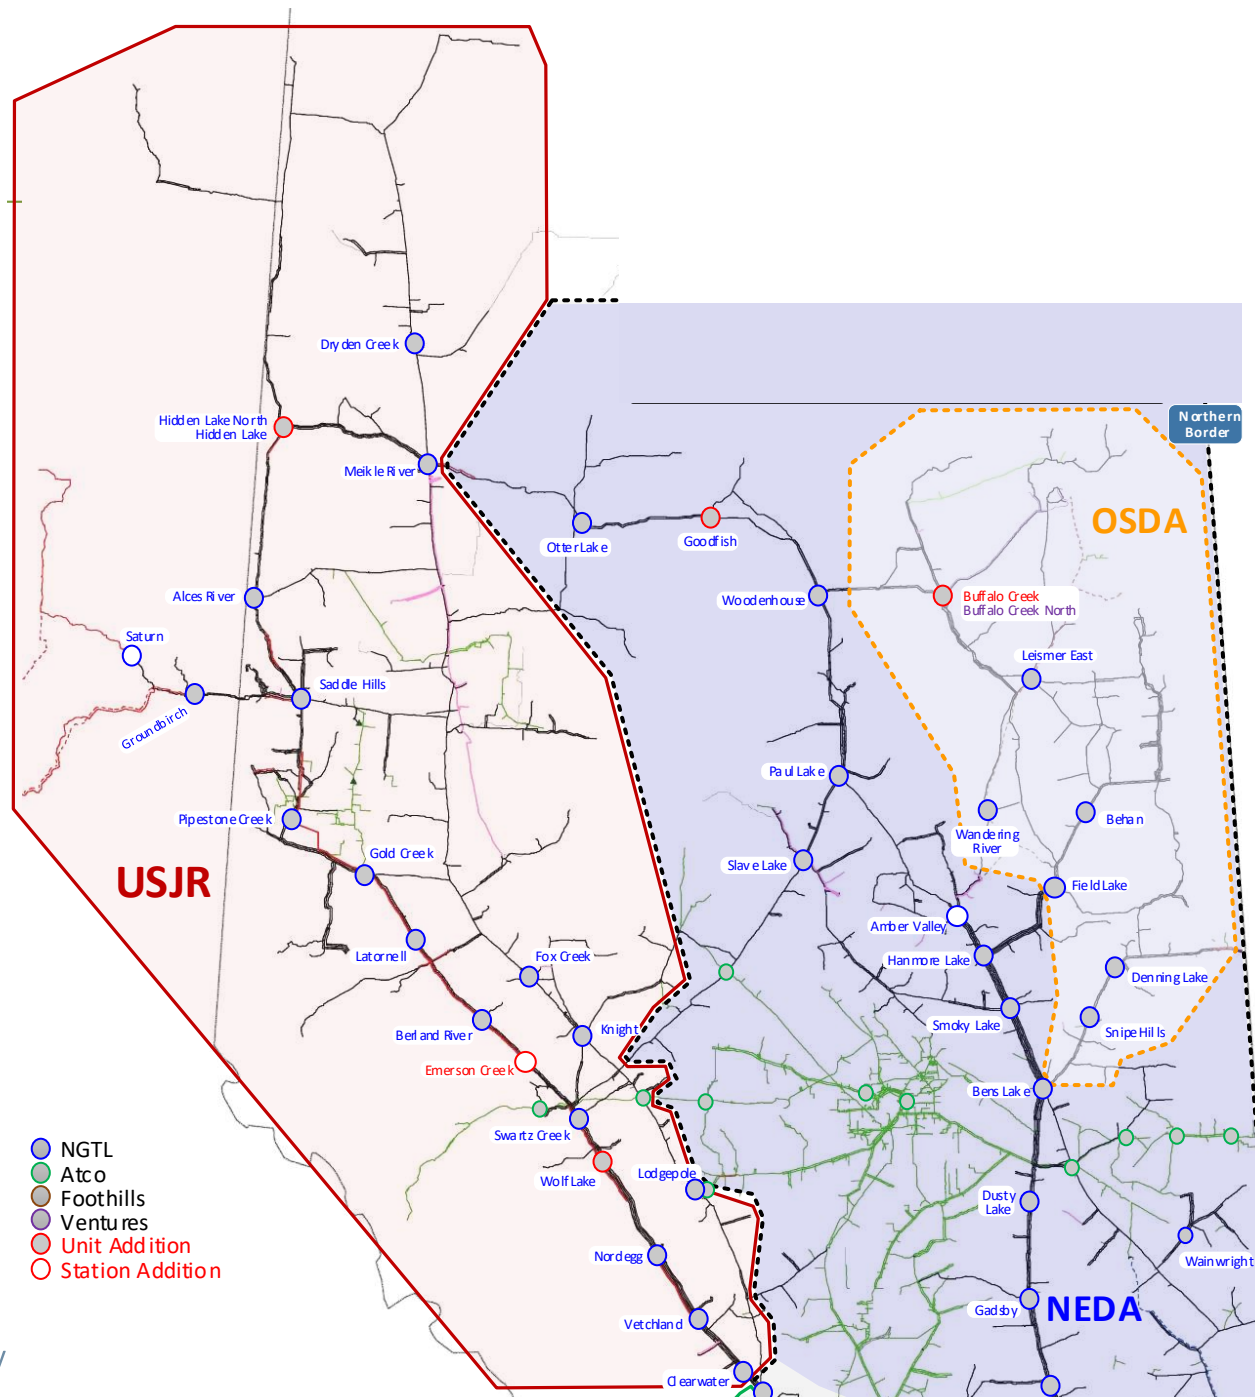 Dryden Creek
Northern
Border
Hidden Lake North
Hidden Lake
Meikle River
OSDA
Otter Lake
Goodfish
Alces River
Woodenhouse
Buffalo Creek
Buffalo Creek North
Saturn
Leismer East
Saddle Hills
Groundbirch
Paul Lake
Pipestone Creek
Wandering
River
Behan
Gold Creek
Slave Lake
USJR
Field Lake
Amber Valley
Latornell
Fox Creek
Hanmore Lake
Denning Lake
Berland River
Knight
Smoky Lake
Snipe Hills
Emerson Creek
Bens Lake
Swartz Creek
NGTL
Atco
Foothills
Ventures
Unit Addition
Station Addition
Wolf Lake
Lodgepole
Dusty
Lake
Nordegg
Wainwright
Gadsby
NEDA
Vetchland
Clearwater